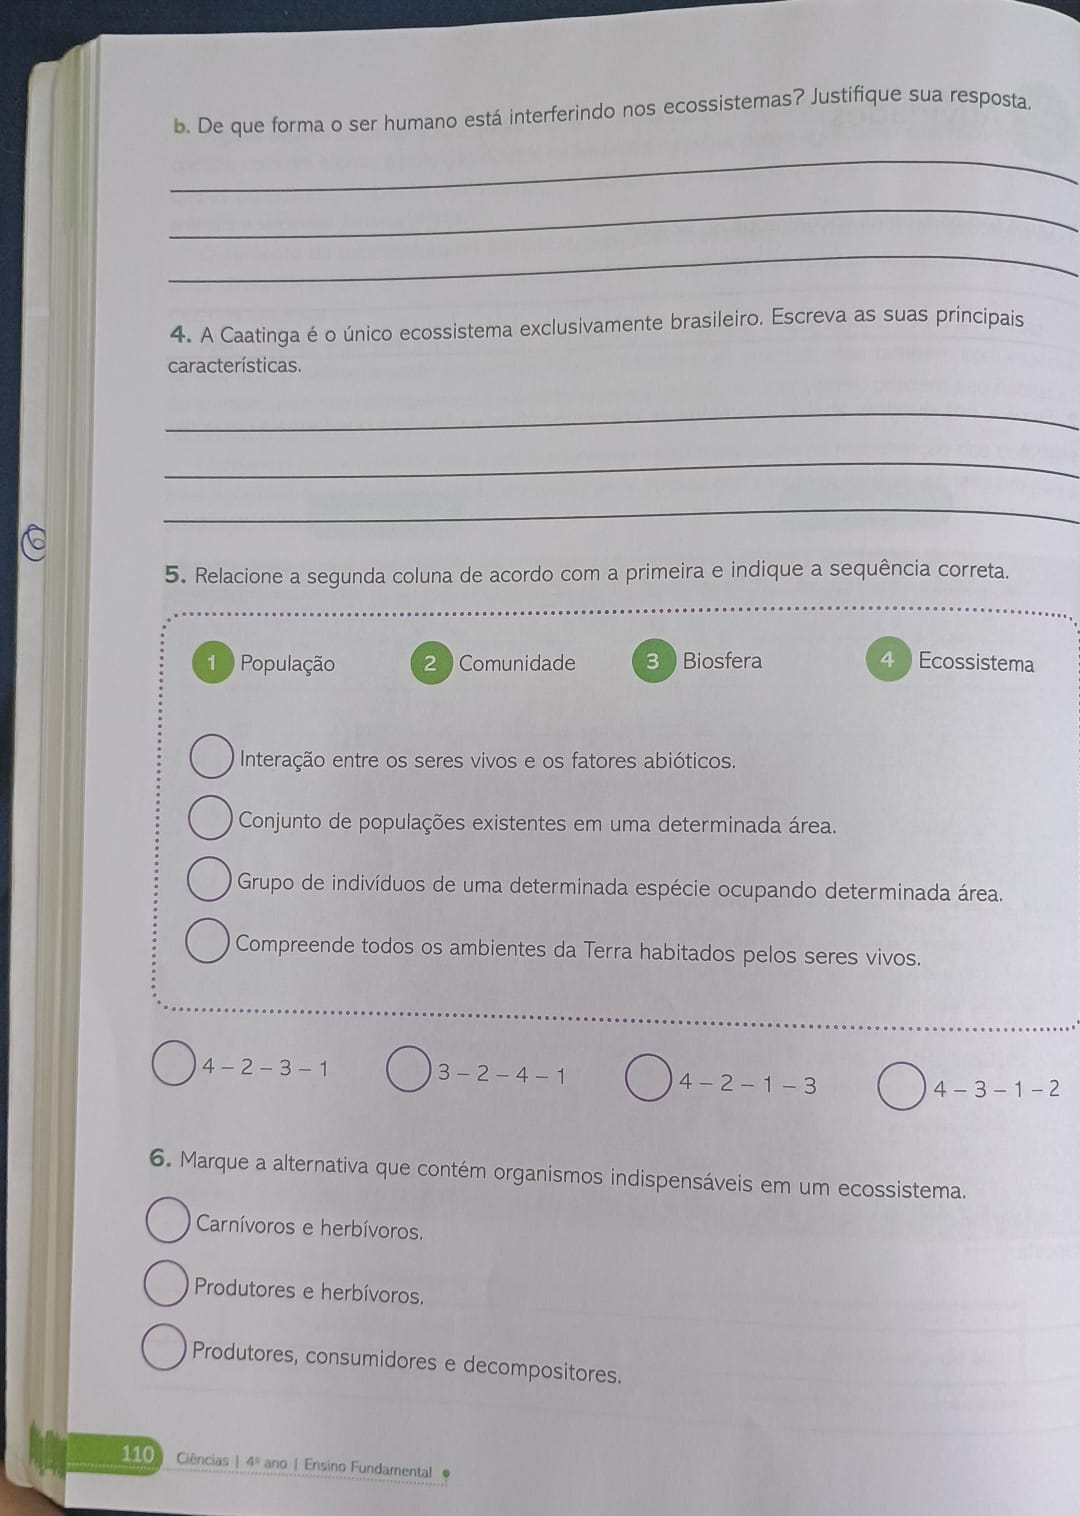 b. De que forma o ser humano está interferindo nos ecossistemas? Justifique sua resposta.
4. A Caatinga é o único ecossistema exclusivamente brasileiro. Escreva as suas principais
características.
5. Relacione a segunda coluna de acordo com a primeira e indique a sequência correta.
1 População 2 Comunidade 3 Biosfera 4 Ecossistema
Interação entre os seres vivos e os fatores abióticos.
Conjunto de populações existentes em uma determinada área.
Grupo de indivíduos de uma determinada espécie ocupando determinada área.
Compreende todos os ambientes da Terra habitados pelos seres vivos.
4 – 2 – 3 – 1 3 – 2 – 4 – 1 4 – 2 – 1 – 3 4 – 3 – 1 – 2
6. Marque a alternativa que contém organismos indispensáveis em um ecossistema.
Carnívoros e herbívoros.
Produtores e herbívoros.
Produtores, consumidores e decompositores.
110 Ciências | 4º ano | Ensino Fundamental